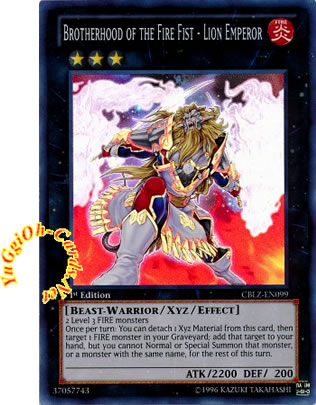 BROTHERHOOD OF THE FIRE FIST - LION EMPEROR
FIRE
炎
YuGgiOh-Cards.Net
1st Edition
CBLZ-EN099
[BEAST-WARRIOR/XYZ/EFFECT]
2 Level 3 FIRE monsters
Once per turn: You can detach 1 Xyz Material from this card, then
target 1 FIRE monster in your Graveyard; add that target to your
hand, but you cannot Normal or Special Summon that monster,
or a monster with the same name, for the rest of this turn.
ATK/2200 DEF/ 200
37057743
©1996 KAZUKI TAKAHASHI